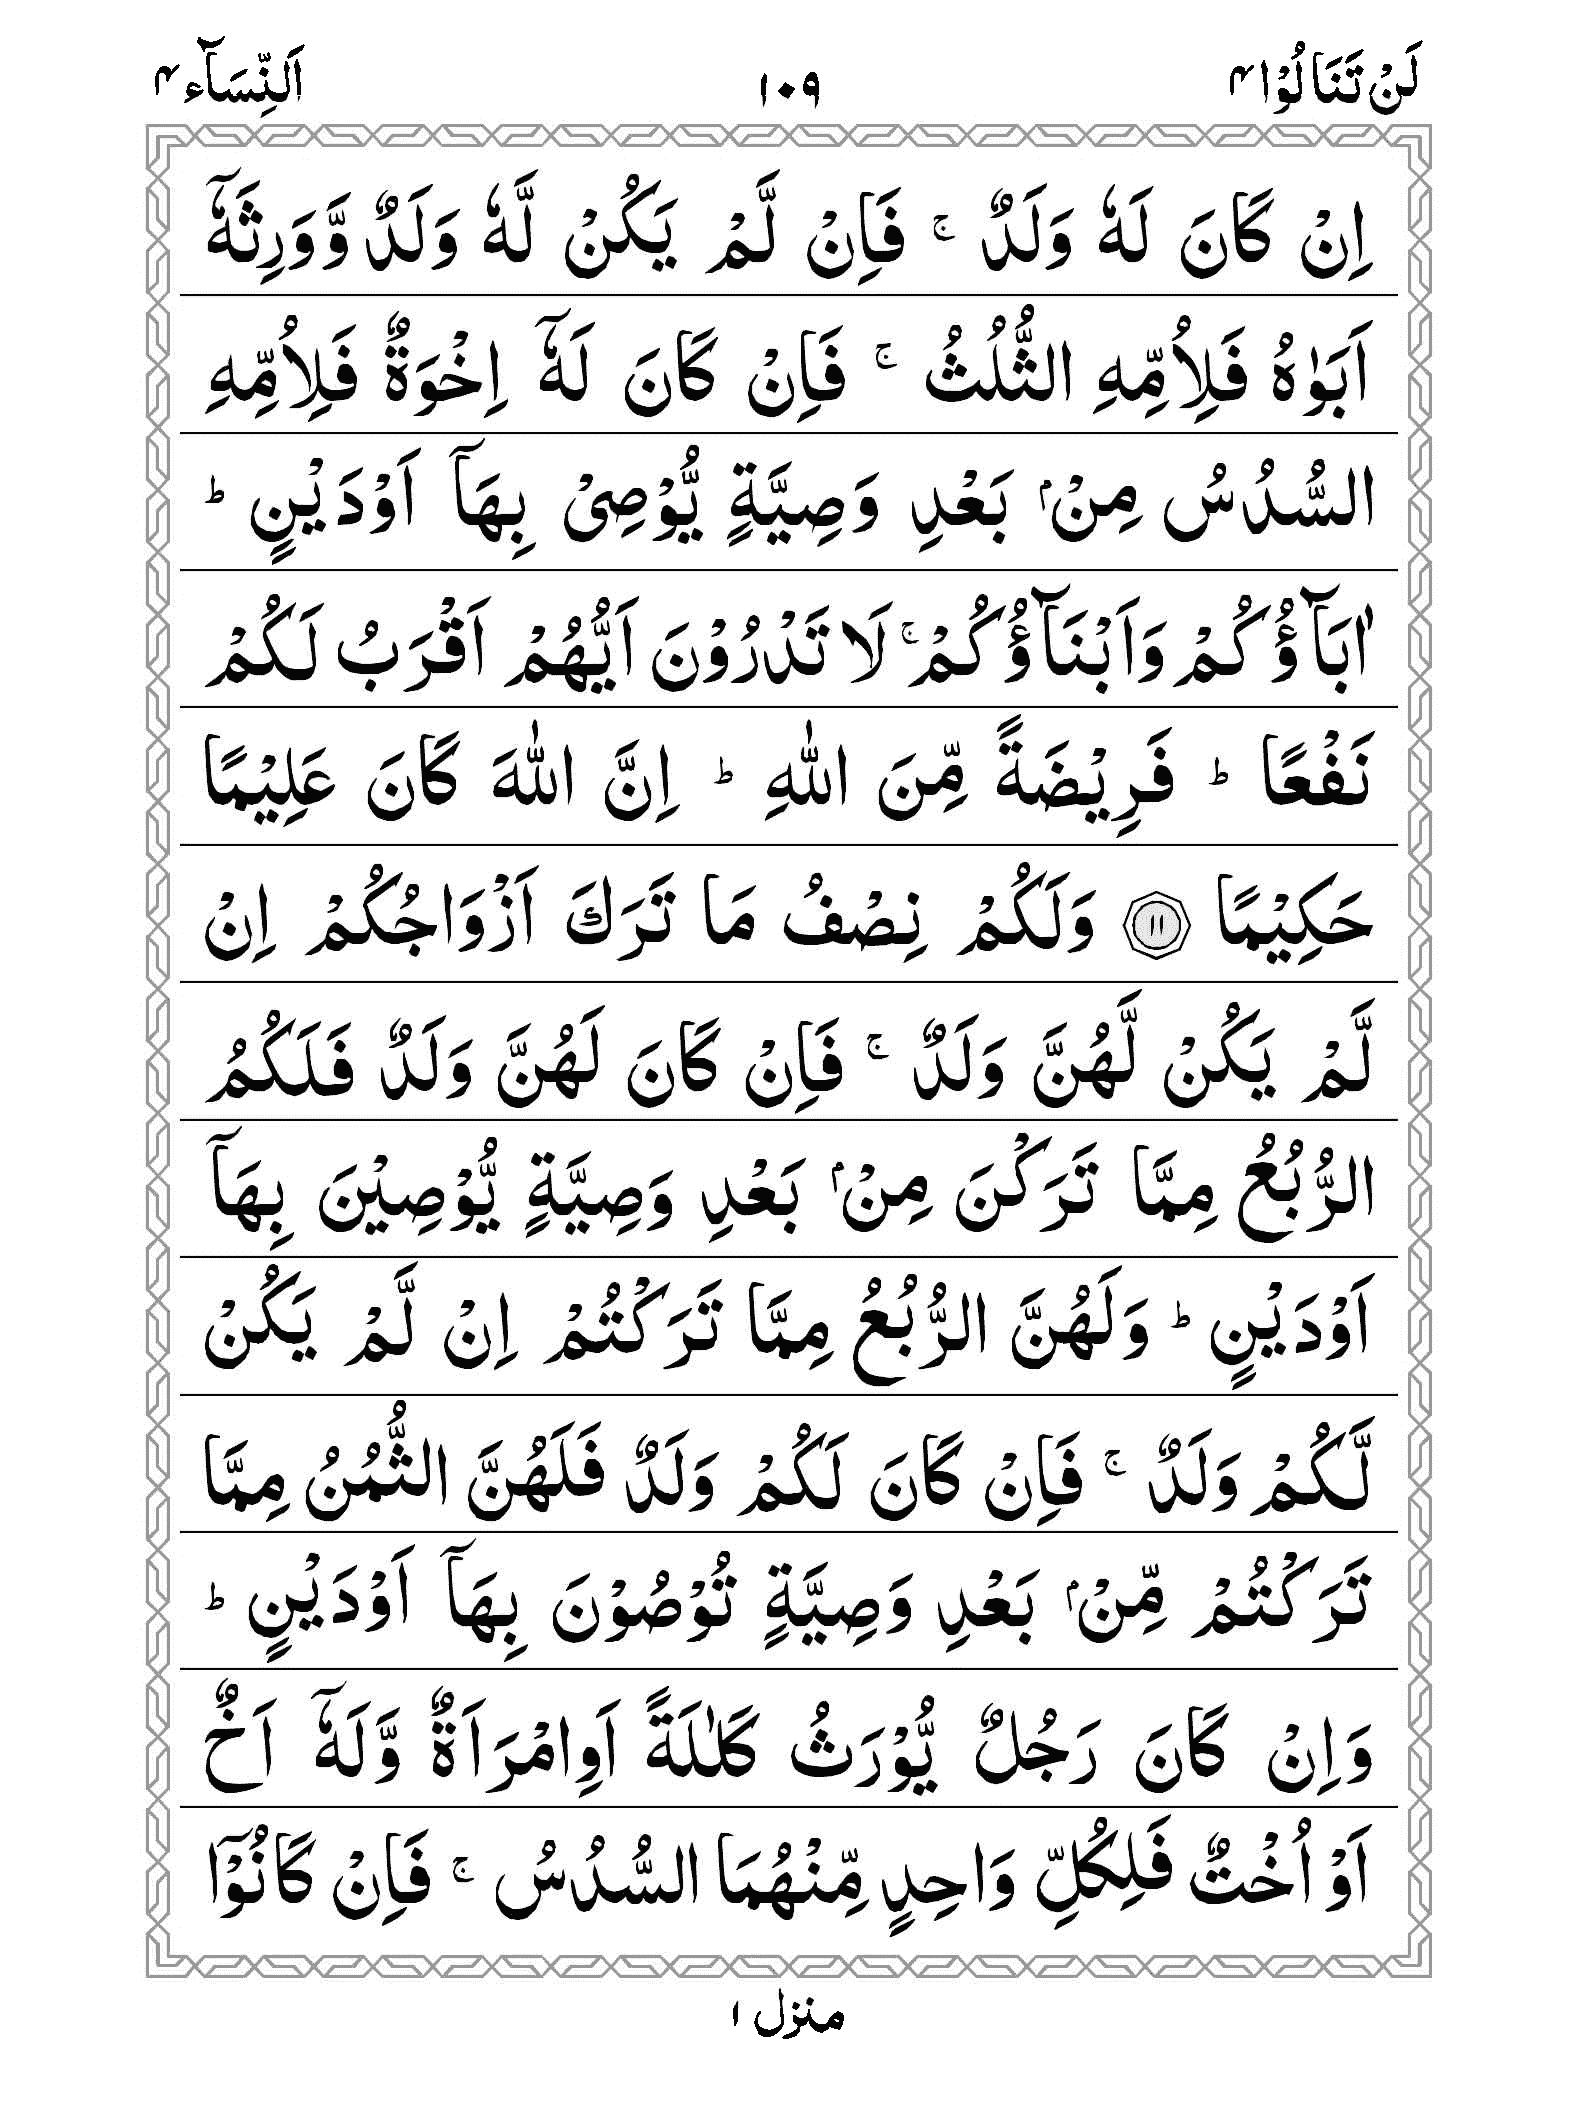 لَنْ تَنَالُوْا ۴ ۱۰۹ اَلنِّسَآء ۴
اِنْ كَانَ لَهٗ وَلَدٌ ۚ فَاِنْ لَّمْ يَكُنْ لَّهٗ وَلَدٌ وَّوَرِثَهٗۤ
اَبَوٰهُ فَلِاُمِّهِ الثُّلُثُ ۚ فَاِنْ كَانَ لَهٗۤ اِخْوَةٌ فَلِاُمِّهِ
السُّدُسُ مِنْۢ بَعْدِ وَصِيَّةٍ يُّوْصِىْ بِهَاۤ اَوْدَيْنٍ ؕ
اٰبَآؤُكُمْ وَاَبْنَآؤُكُمْ ۚ لَا تَدْرُوْنَ اَيُّهُمْ اَقْرَبُ لَكُمْ
نَفْعًا ؕ فَرِيْضَةً مِّنَ اللّٰهِ ؕ اِنَّ اللّٰهَ كَانَ عَلِيْمًا
حَكِيْمًا ۱۱ وَلَكُمْ نِصْفُ مَا تَرَكَ اَزْوَاجُكُمْ اِنْ
لَّمْ يَكُنْ لَّهُنَّ وَلَدٌ ۚ فَاِنْ كَانَ لَهُنَّ وَلَدٌ فَلَكُمُ
الرُّبُعُ مِمَّا تَرَكْنَ مِنْۢ بَعْدِ وَصِيَّةٍ يُّوْصِيْنَ بِهَاۤ
اَوْدَيْنٍ ؕ وَلَهُنَّ الرُّبُعُ مِمَّا تَرَكْتُمْ اِنْ لَّمْ يَكُنْ
لَّكُمْ وَلَدٌ ۚ فَاِنْ كَانَ لَكُمْ وَلَدٌ فَلَهُنَّ الثُّمُنُ مِمَّا
تَرَكْتُمْ مِّنْۢ بَعْدِ وَصِيَّةٍ تُوْصُوْنَ بِهَاۤ اَوْدَيْنٍ ؕ
وَاِنْ كَانَ رَجُلٌ يُّوْرَثُ كَلٰلَةً اَوِامْرَاَةٌ وَّلَهٗۤ اَخٌ
اَوْ اُخْتٌ فَلِكُلِّ وَاحِدٍ مِّنْهُمَا السُّدُسُ ۚ فَاِنْ كَانُوْۤا
منزل ۱